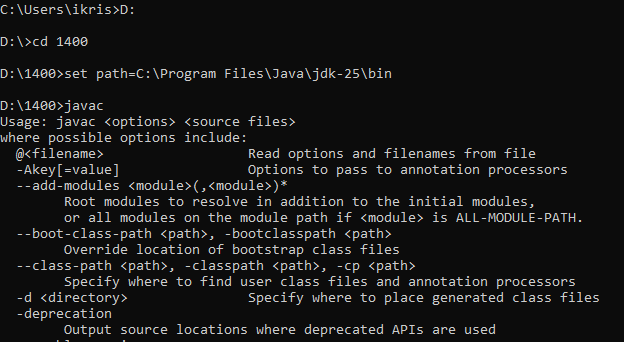 C:\Users\ikris>D:
D:\>cd 1400
D:\1400>set path=C:\Program Files\Java\jdk-25\bin
D:\1400>javac
Usage: javac <options> <source files>
where possible options include:
  @<filename>                  Read options and filenames from file
  -Akey[=value]                Options to pass to annotation processors
  --add-modules <module>(,<module>)*
        Root modules to resolve in addition to the initial modules,
        or all modules on the module path if <module> is ALL-MODULE-PATH.
  --boot-class-path <path>, -bootclasspath <path>
        Override location of bootstrap class files
  --class-path <path>, -classpath <path>, -cp <path>
        Specify where to find user class files and annotation processors
  -d <directory>               Specify where to place generated class files
  -deprecation
        Output source locations where deprecated APIs are used